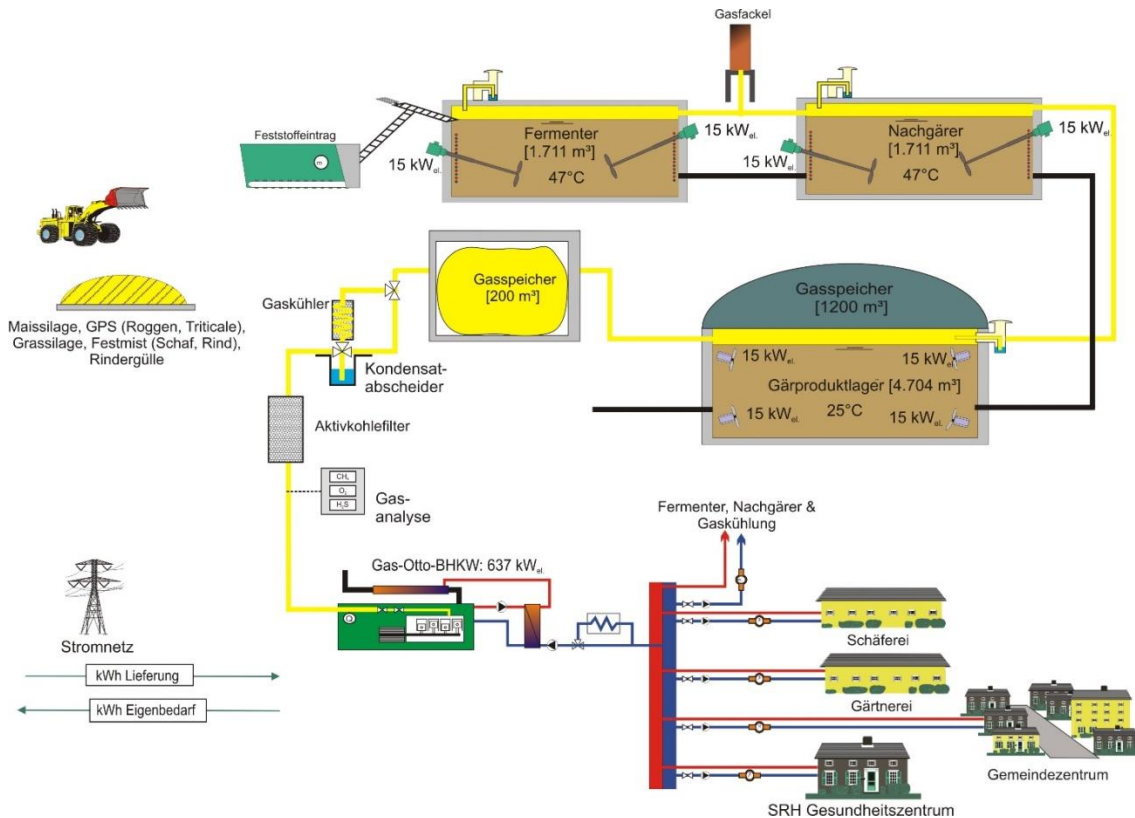 Gasfackel
Feststoffeintrag
15 kWel.
Fermenter
[1.711 m³]
47°C
15 kWel.
15 kWel.
Nachgärer
[1.711 m³]
47°C
15 kWel.
Maissilage, GPS (Roggen, Triticale),
Grassilage, Festmist (Schaf, Rind),
Rindergülle
Gaskühler
Kondensat-
abscheider
Gasspeicher
[200 m³]
Gasspeicher
[1200 m³]
15 kWel.
15 kWel.
Gärproduktlager [4.704 m³]
25°C
15 kWel.
15 kWel.
Aktivkohlefilter
CH₄
O₂
H₂S
Gas-
analyse
Fermenter, Nachgärer &
Gaskühlung
Gas-Otto-BHKW: 637 kWel.
Stromnetz
kWh Lieferung
kWh Eigenbedarf
Schäferei
Gärtnerei
Gemeindezentrum
SRH Gesundheitszentrum